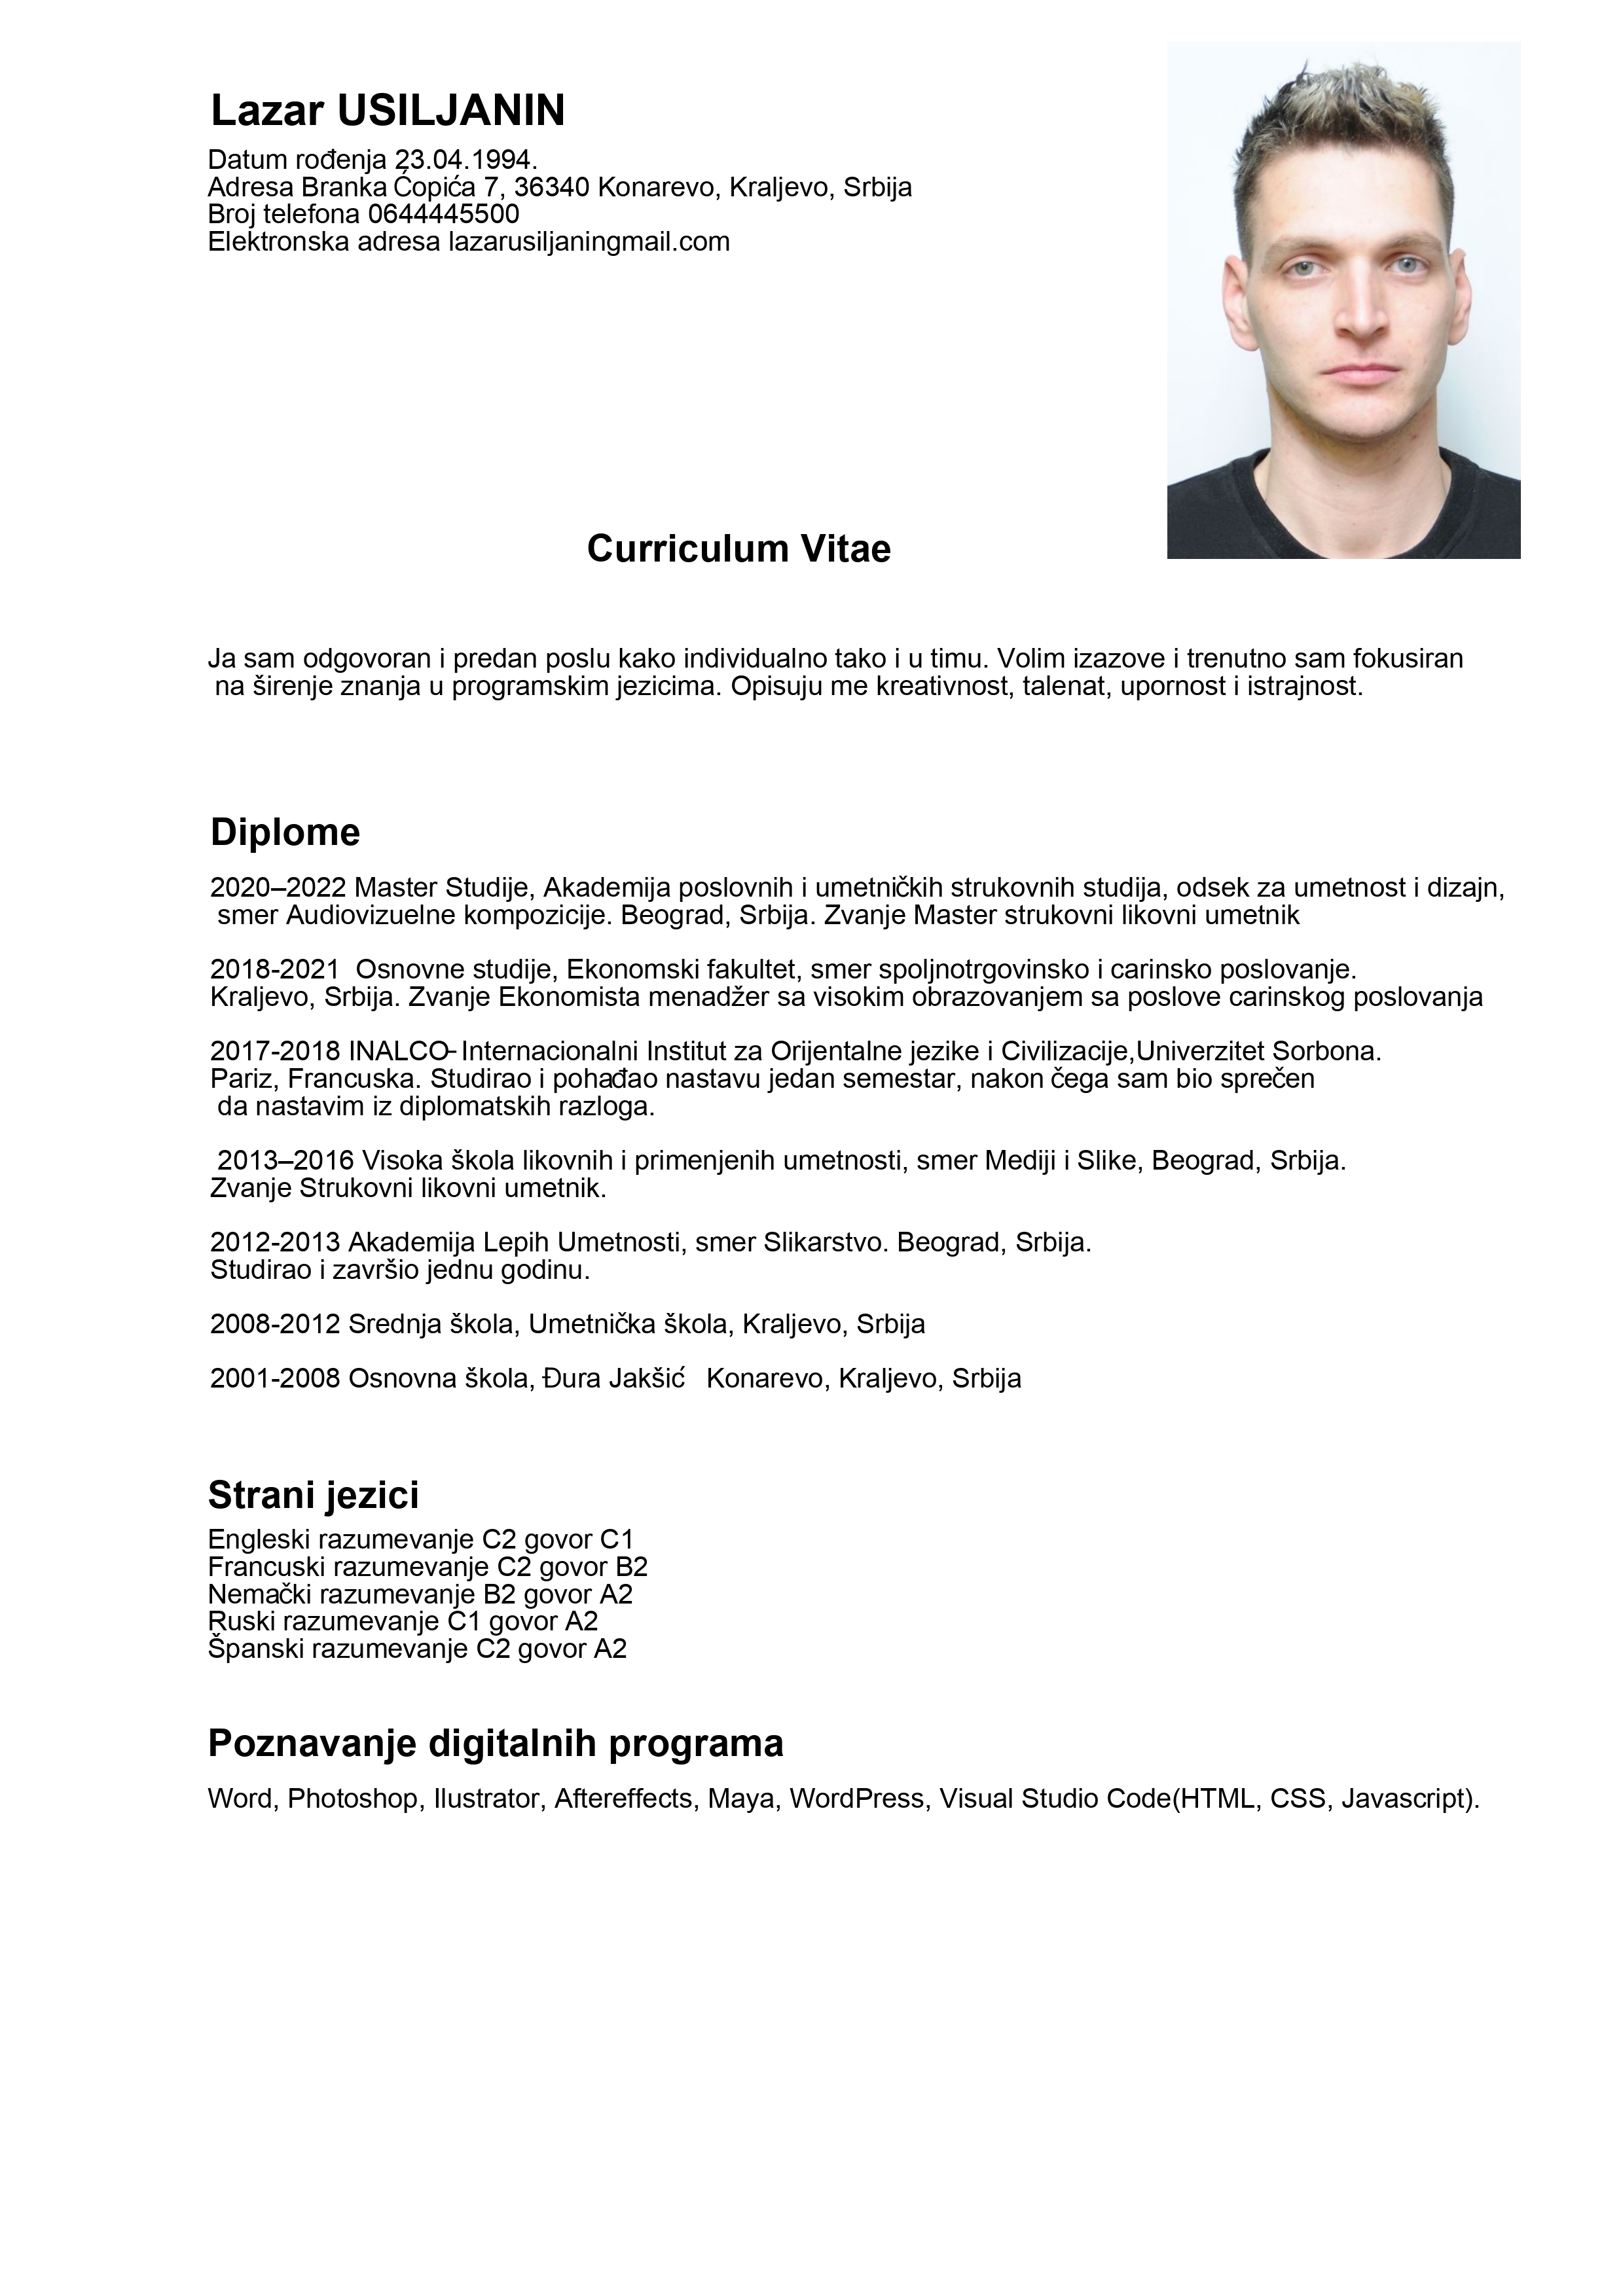 Lazar USILJANIN
Datum rođenja 23.04.1994.
Adresa Branka Ćopića 7, 36340 Konarevo, Kraljevo, Srbija
Broj telefona 0644445500
Elektronska adresa lazarusiljaningmail.com
Curriculum Vitae
Ja sam odgovoran i predan poslu kako individualno tako i u timu. Volim izazove i trenutno sam fokusiran
na širenje znanja u programskim jezicima. Opisuju me kreativnost, talenat, upornost i istrajnost.
Diplome
2020–2022 Master Studije, Akademija poslovnih i umetničkih strukovnih studija, odsek za umetnost i dizajn,
smer Audiovizuelne kompozicije. Beograd, Srbija. Zvanje Master strukovni likovni umetnik
2018-2021  Osnovne studije, Ekonomski fakultet, smer spoljnotrgovinsko i carinsko poslovanje.
Kraljevo, Srbija. Zvanje Ekonomista menadžer sa visokim obrazovanjem sa poslove carinskog poslovanja
2017-2018 INALCO- Internacionalni Institut za Orijentalne jezike i Civilizacije,Univerzitet Sorbona.
Pariz, Francuska. Studirao i pohađao nastavu jedan semestar, nakon čega sam bio sprečen
da nastavim iz diplomatskih razloga.
2013–2016 Visoka škola likovnih i primenjenih umetnosti, smer Mediji i Slike, Beograd, Srbija.
Zvanje Strukovni likovni umetnik.
2012-2013 Akademija Lepih Umetnosti, smer Slikarstvo. Beograd, Srbija.
Studirao i završio jednu godinu.
2008-2012 Srednja škola, Umetnička škola, Kraljevo, Srbija
2001-2008 Osnovna škola, Đura Jakšić   Konarevo, Kraljevo, Srbija
Strani jezici
Engleski razumevanje C2 govor C1
Francuski razumevanje C2 govor B2
Nemački razumevanje B2 govor A2
Ruski razumevanje C1 govor A2
Španski razumevanje C2 govor A2
Poznavanje digitalnih programa
Word, Photoshop, Ilustrator, Aftereffects, Maya, WordPress, Visual Studio Code(HTML, CSS, Javascript).